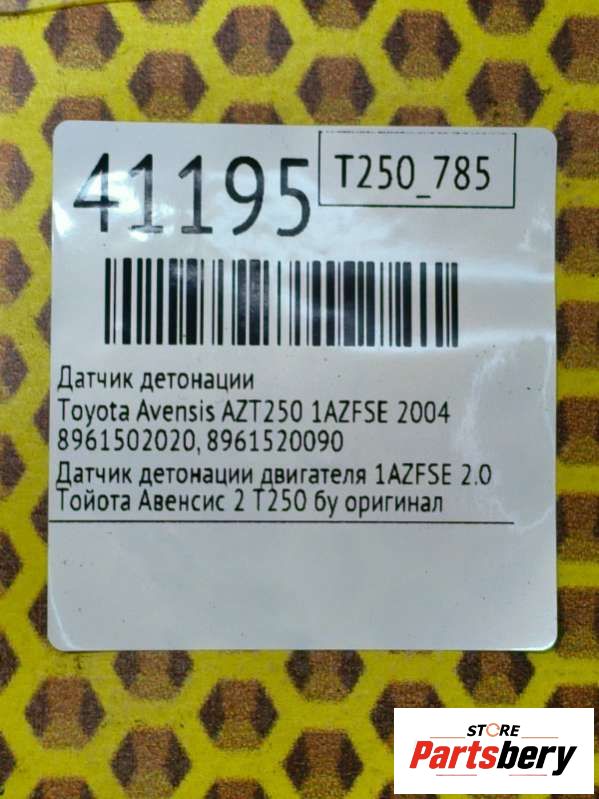 41195
T250_785
Датчик детонации
Toyota Avensis AZT250 1AZFSE 2004
8961502020, 8961520090
Датчик детонации двигателя 1AZFSE 2.0
Тойота Авенсис 2 Т250 бу оригинал
STORE
Partsbery